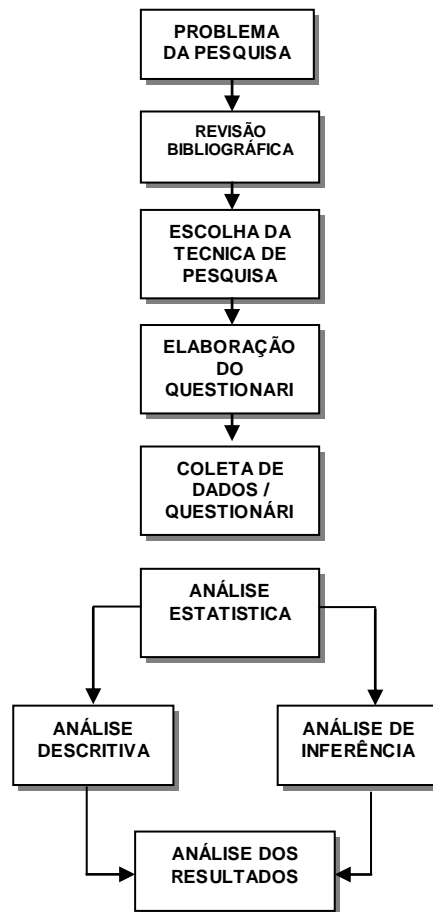 PROBLEMA
DA PESQUISA
REVISÃO
BIBLIOGRÁFICA
ESCOLHA DA
TECNICA DE
PESQUISA
ELABORAÇÃO
DO
QUESTIONARI
COLETA DE
DADOS /
QUESTIONÁRI
ANÁLISE
ESTATISTICA
ANÁLISE
DESCRITIVA
ANÁLISE DE
INFERÊNCIA
ANÁLISE DOS
RESULTADOS